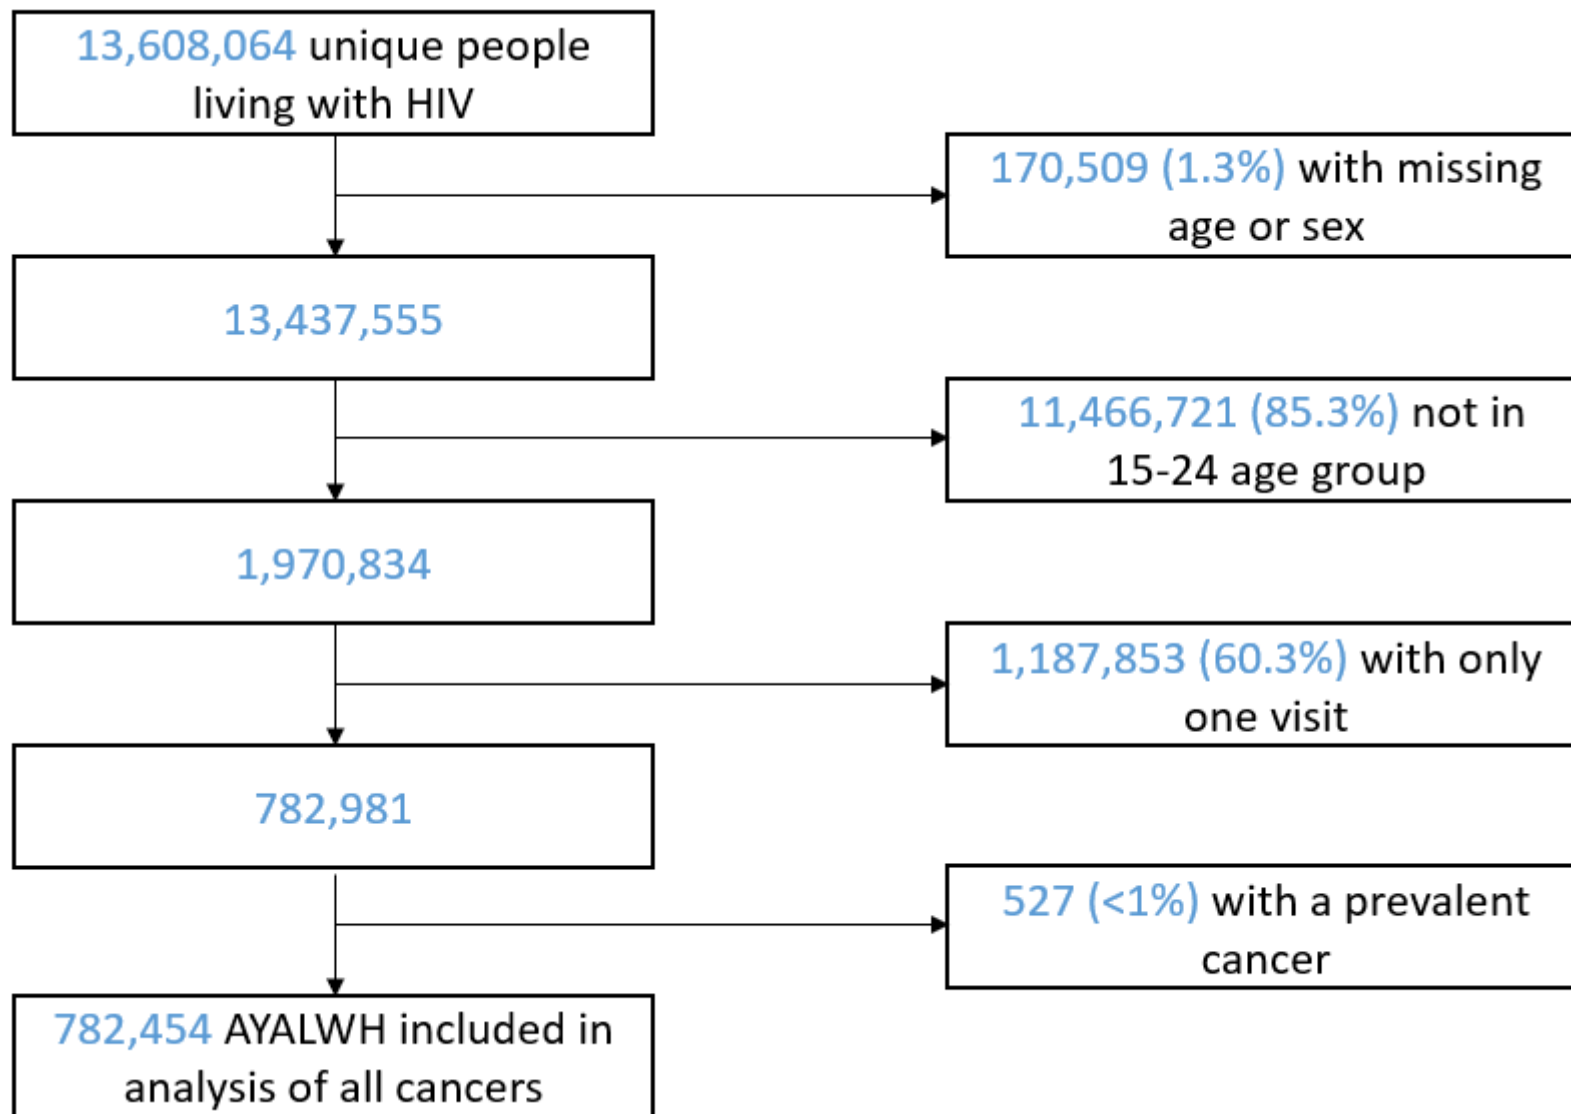 13,608,064 unique people
living with HIV
170,509 (1.3%) with missing
age or sex
13,437,555
11,466,721 (85.3%) not in
15-24 age group
1,970,834
1,187,853 (60.3%) with only
one visit
782,981
527 (<1%) with a prevalent
cancer
782,454 AYALWH included in
analysis of all cancers